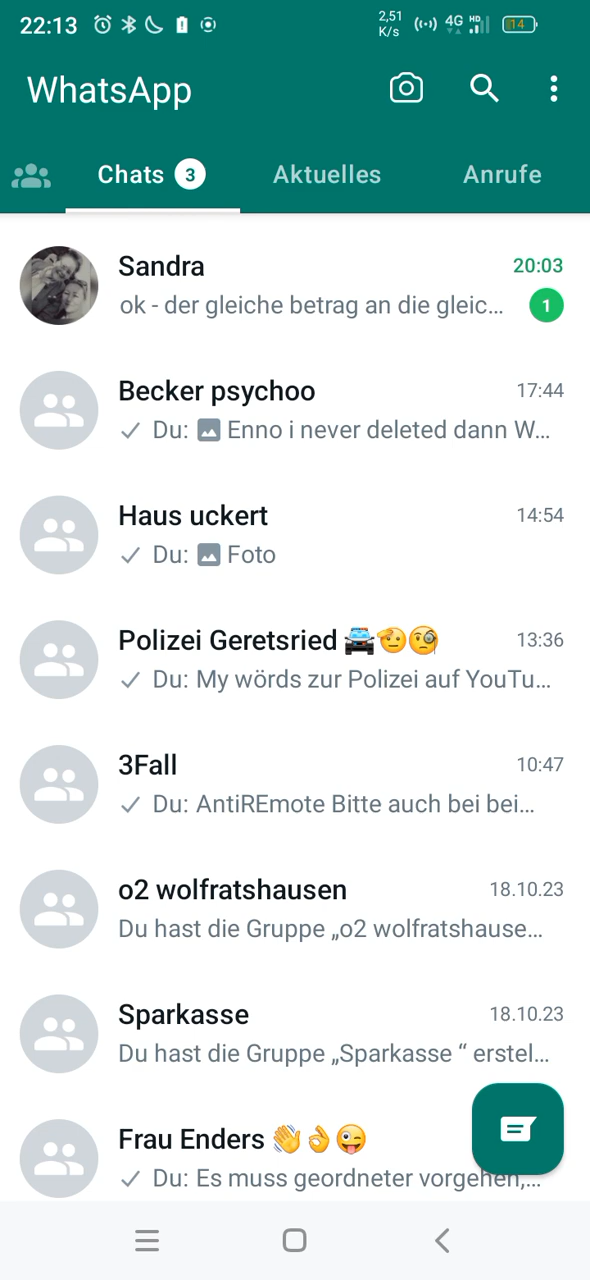 22:13 2,51 K/s 4G HD 14
WhatsApp
Chats 3 Aktuelles Anrufe
Sandra 20:03
ok - der gleiche betrag an die gleic... 1
Becker psychoo 17:44
Du: Enno i never deleted dann W...
Haus uckert 14:54
Du: Foto
Polizei Geretsried 🚔🫡🧐 13:36
Du: My wörds zur Polizei auf YouTu...
3Fall 10:47
Du: AntiREmote Bitte auch bei bei...
o2 wolfratshausen 18.10.23
Du hast die Gruppe „o2 wolfratshause...
Sparkasse 18.10.23
Du hast die Gruppe „Sparkasse “ erstel...
Frau Enders 👋👌😜
Du: Es muss geordneter vorgehen,...